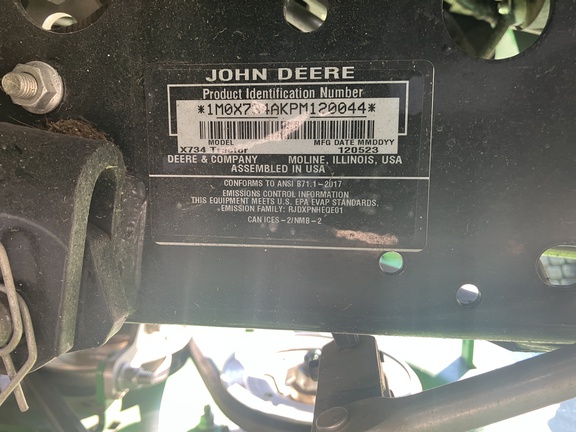 JOHN DEERE
Product Identification Number
*1M0X734AKPM120044*
MODEL MFG DATE MMDDYY
X734 Tractor 120523
DEERE & COMPANY MOLINE, ILLINOIS, USA
ASSEMBLED IN USA
CONFORMS TO ANSI B71.1-2017
EMISSIONS CONTROL INFORMATION
THIS EQUIPMENT MEETS U.S. EPA EVAP STANDARDS.
EMISSION FAMILY: RJDXPNHEQE01
CAN ICES-2/NMB-2